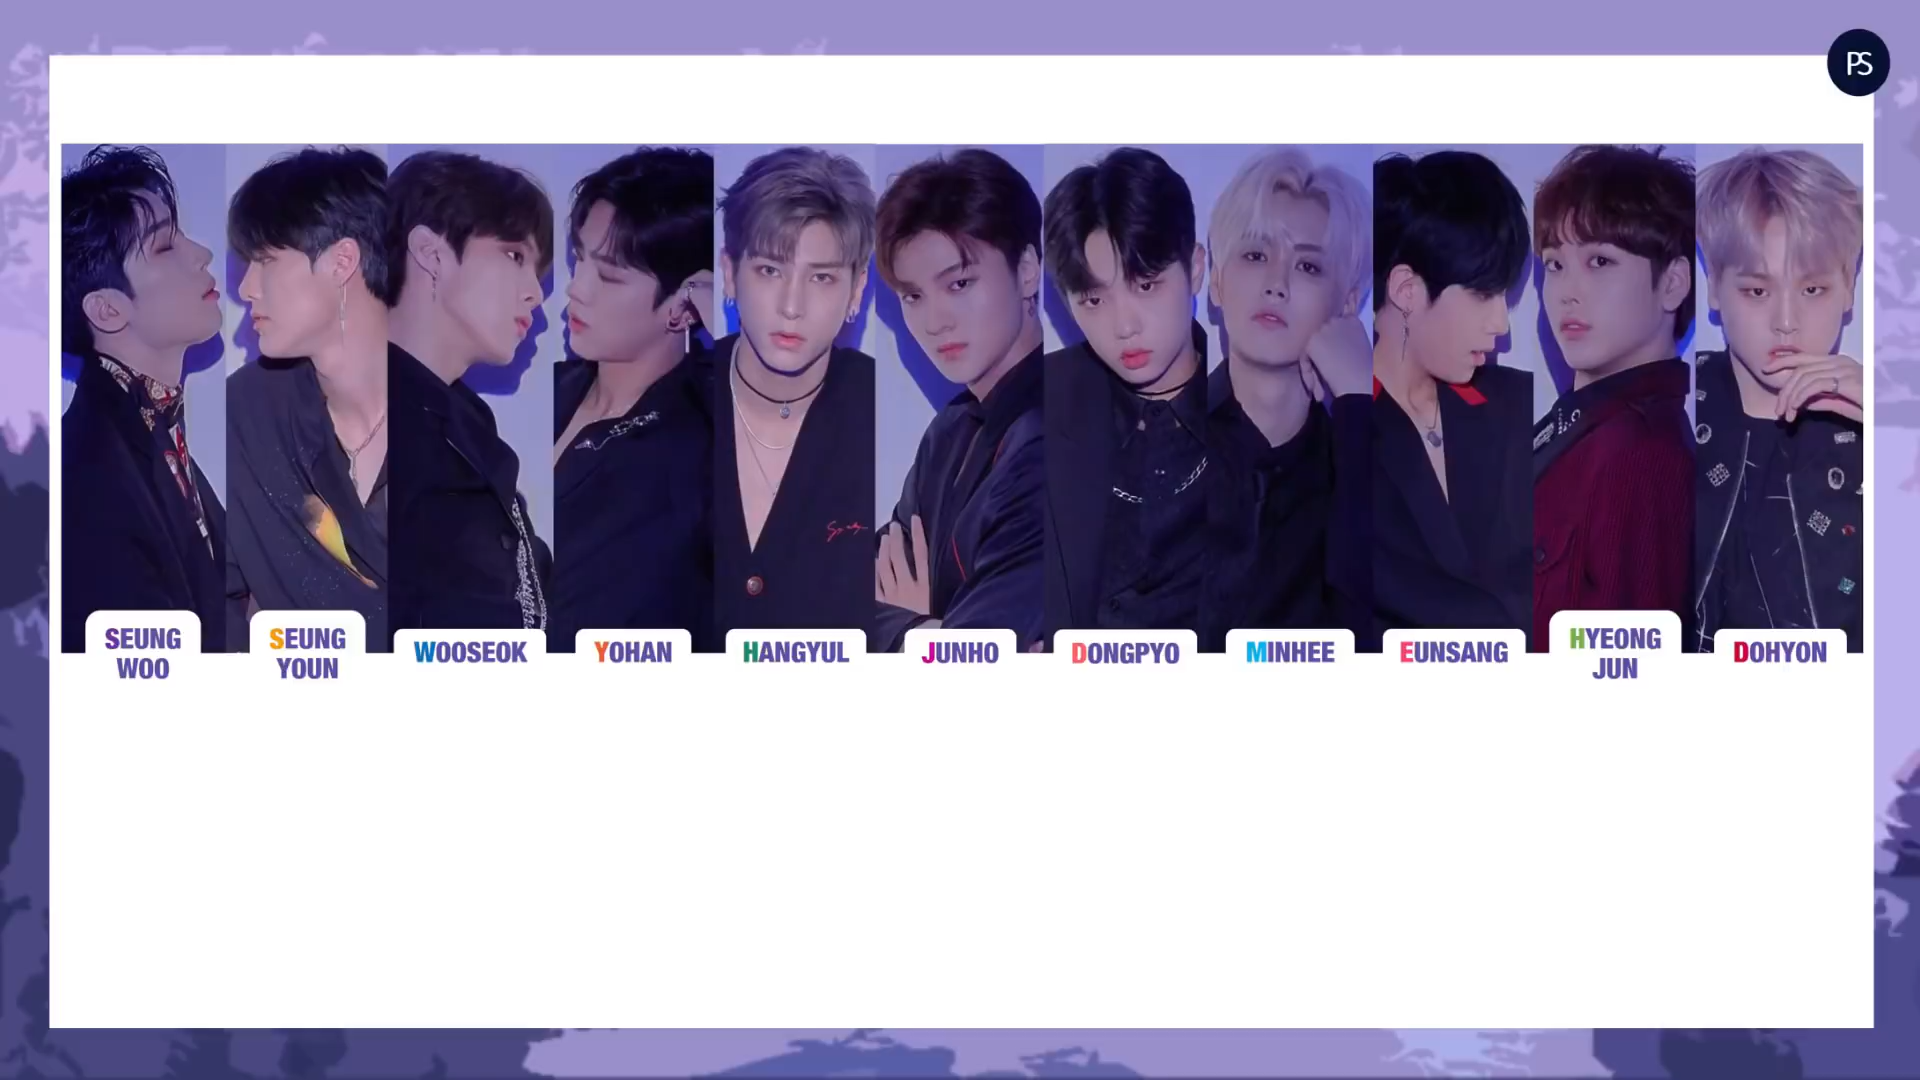 PS
SEUNG
WOO
SEUNG
YOUN
WOOSEOK
YOHAN
HANGYUL
JUNHO
DONGPYO
MINHEE
EUNSANG
HYEONG
JUN
DOHYON